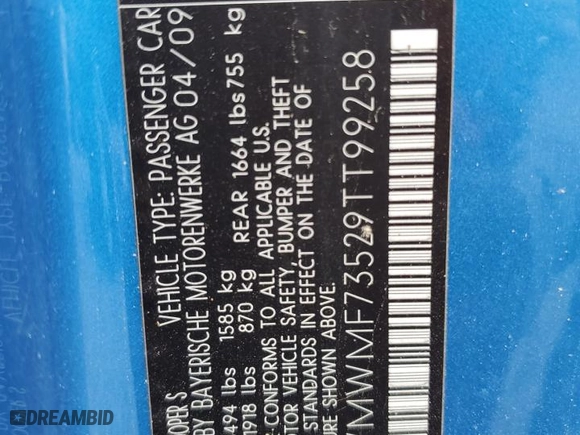 OPER S VEHICLE TYPE: PASSENGER CAR
BY BAYERISCHE MOTORENWERKE AG 04/09
494 lbs 1585 kg
1918 lbs 870 kg REAR 1664 lbs 755 kg
CONFORMS TO ALL APPLICABLE U.S.
TOR VEHICLE SAFETY, BUMPER AND THEFT
STANDARDS IN EFFECT ON THE DATE OF
URE SHOWN ABOVE.
WMWMF73529TT99258
DREAMBID